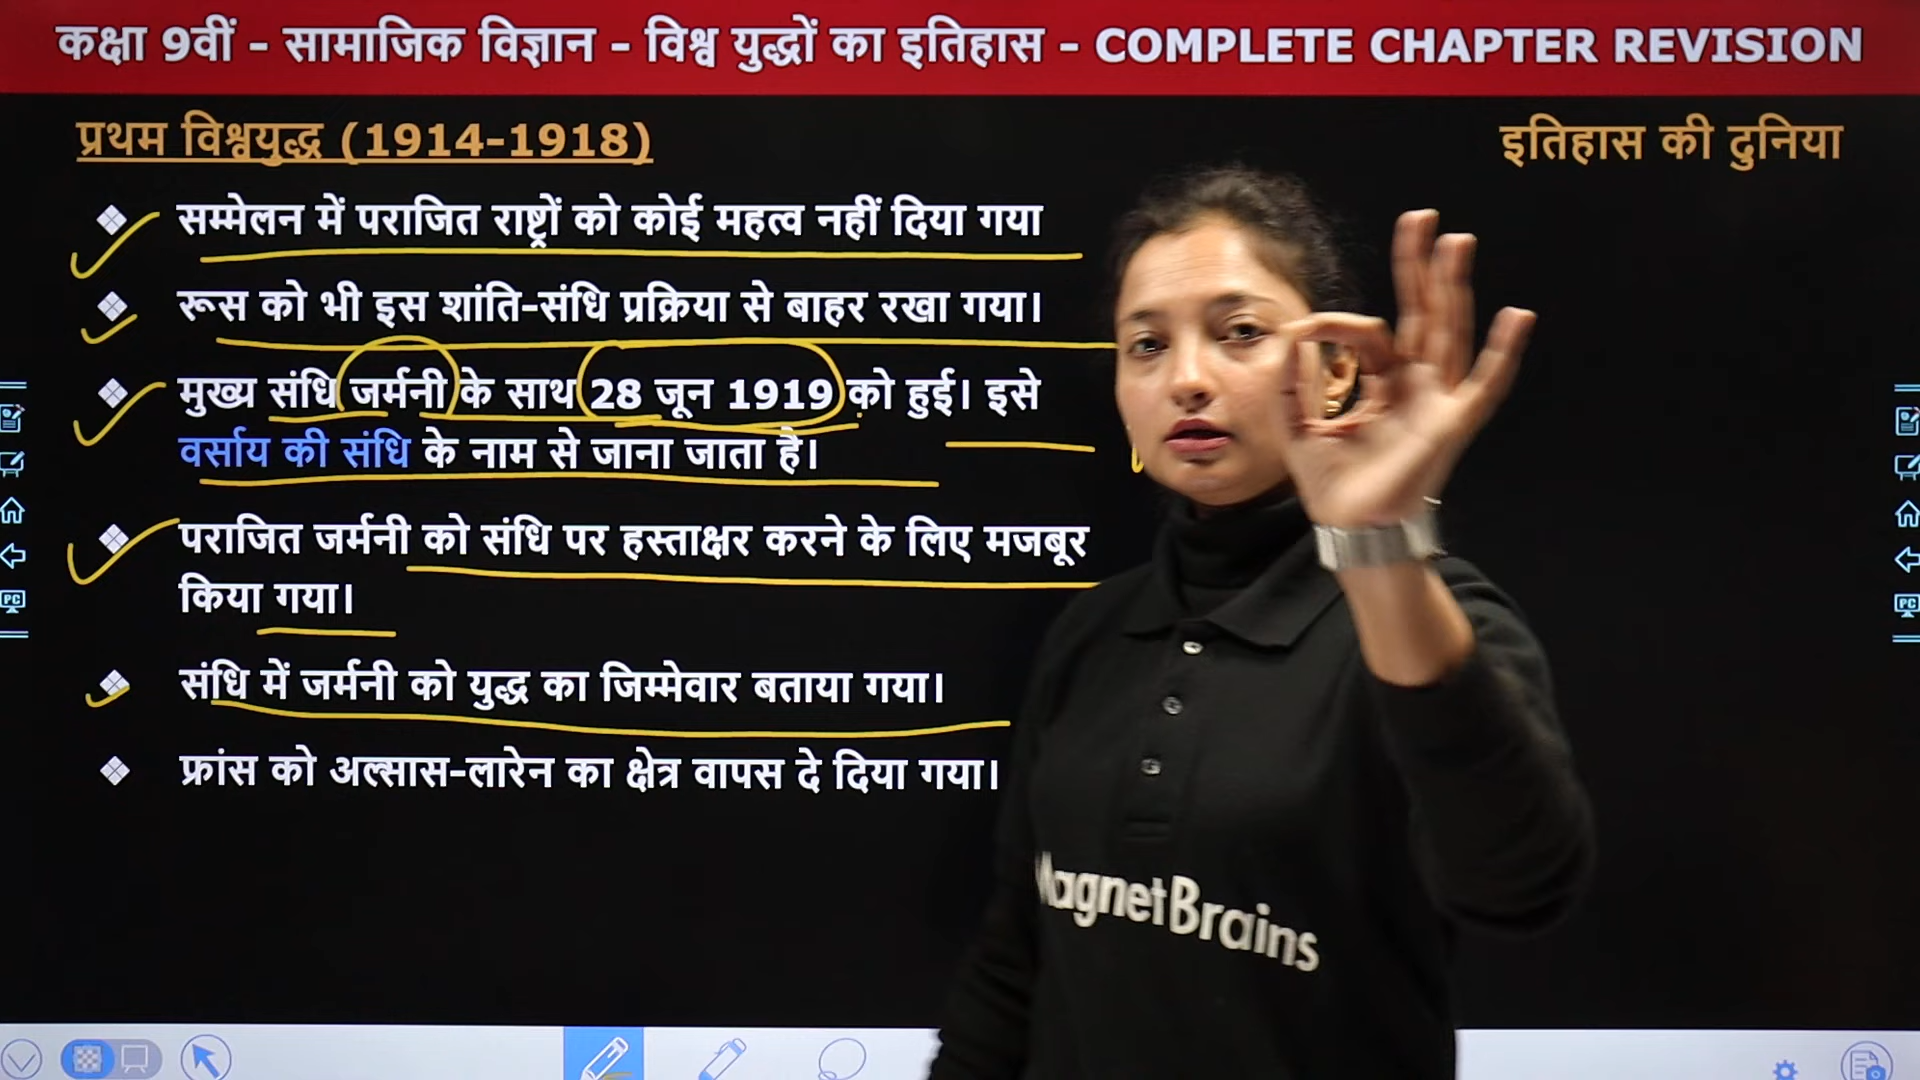 कक्षा 9वीं - सामाजिक विज्ञान - विश्व युद्धों का इतिहास - COMPLETE CHAPTER REVISION
प्रथम विश्वयुद्ध (1914-1918)
इतिहास की दुनिया
सम्मेलन में पराजित राष्ट्रों को कोई महत्व नहीं दिया गया
रूस को भी इस शांति-संधि प्रक्रिया से बाहर रखा गया।
मुख्य संधि जर्मनी के साथ 28 जून 1919 को हुई। इसे
वर्साय की संधि के नाम से जाना जाता है।
पराजित जर्मनी को संधि पर हस्ताक्षर करने के लिए मजबूर
किया गया।
संधि में जर्मनी को युद्ध का जिम्मेवार बताया गया।
फ्रांस को अल्सास-लारेन का क्षेत्र वापस दे दिया गया।
MagnetBrains
PC
PC